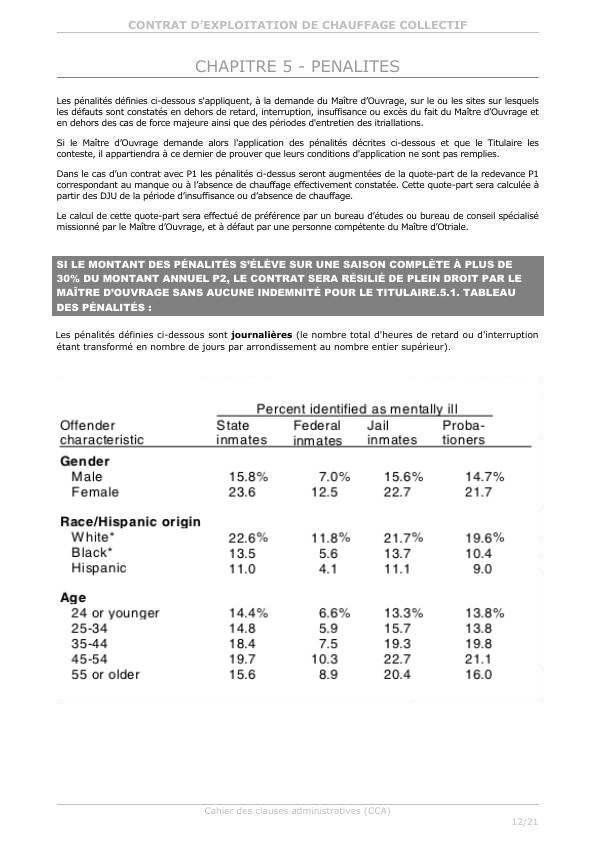 CONTRAT D’EXPLOITATION DE CHAUFFAGE COLLECTIF
CHAPITRE 5 - PENALITES
Les pénalités définies ci-dessous s'appliquent, à la demande du Maître d’Ouvrage, sur le ou les sites sur lesquels
les défauts sont constatés en dehors de retard, interruption, insuffisance ou excès du fait du Maître d’Ouvrage et
en dehors des cas de force majeure ainsi que des périodes d'entretien des itriallations.
Si le Maître d’Ouvrage demande alors l'application des pénalités décrites ci-dessous et que le Titulaire les
conteste, il appartiendra à ce dernier de prouver que leurs conditions d'application ne sont pas remplies.
Dans le cas d’un contrat avec P1 les pénalités ci-dessus seront augmentées de la quote-part de la redevance P1
correspondant au manque ou à l’absence de chauffage effectivement constatée. Cette quote-part sera calculée à
partir des DJU de la période d’insuffisance ou d’absence de chauffage.
Le calcul de cette quote-part sera effectué de préférence par un bureau d’études ou bureau de conseil spécialisé
missionné par le Maître d’Ouvrage, et à défaut par une personne compétente du Maître d’Otriale.
SI LE MONTANT DES PÉNALITÉS S’ÉLÈVE SUR UNE SAISON COMPLÈTE À PLUS DE
30% DU MONTANT ANNUEL P2, LE CONTRAT SERA RÉSILIÉ DE PLEIN DROIT PAR LE
MAÎTRE D’OUVRAGE SANS AUCUNE INDEMNITÉ POUR LE TITULAIRE.5.1. TABLEAU
DES PÉNALITÉS :
Les pénalités définies ci-dessous sont journalières (le nombre total d'heures de retard ou d'interruption
étant transformé en nombre de jours par arrondissement au nombre entier supérieur).
Percent identified as mentally ill
Offender State Federal Jail Proba-
characteristic inmates inmates inmates tioners
Gender
Male 15.8% 7.0% 15.6% 14.7%
Female 23.6 12.5 22.7 21.7
Race/Hispanic origin
White* 22.6% 11.8% 21.7% 19.6%
Black* 13.5 5.6 13.7 10.4
Hispanic 11.0 4.1 11.1 9.0
Age
24 or younger 14.4% 6.6% 13.3% 13.8%
25-34 14.8 5.9 15.7 13.8
35-44 18.4 7.5 19.3 19.8
45-54 19.7 10.3 22.7 21.1
55 or older 15.6 8.9 20.4 16.0
Cahier des clauses administratives (CCA)
12/21